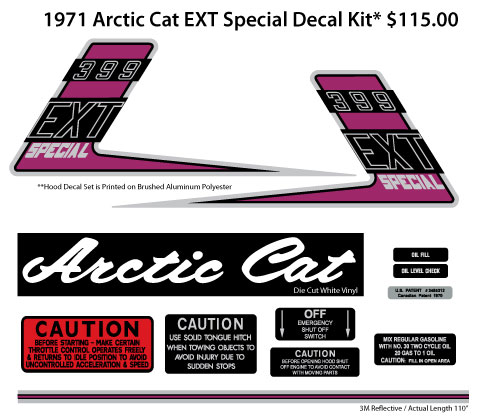 1971 Arctic Cat EXT Special Decal Kit* $115.00
399
EXT
SPECIAL
399
EXT
SPECIAL
**Hood Decal Set is Printed on Brushed Aluminum Polyester
Arctic Cat
Die Cut White Vinyl
OIL FILL
OIL LEVEL CHECK
U.S. PATENT # 3485312
Canadian Patent 1970
CAUTION
BEFORE STARTING - MAKE CERTAIN
THROTTLE CONTROL OPERATES FREELY
& RETURNS TO IDLE POSITION TO AVOID
UNCONTROLLED ACCELERATION & SPEED
CAUTION
USE SOLID TONGUE HITCH
WHEN TOWING OBJECTS TO
AVOID INJURY DUE TO
SUDDEN STOPS
OFF
EMERGENCY
SHUT OFF
SWITCH
CAUTION
BEFORE OPENING HOOD SHUT
OFF ENGINE TO AVOID CONTACT
WITH MOVING PARTS
MIX REGULAR GASOLINE
WITH NO. 30 TWO CYCLE OIL
20 GAS TO 1 OIL
CAUTION: FILL IN OPEN AREA
3M Reflective / Actual Length 110"